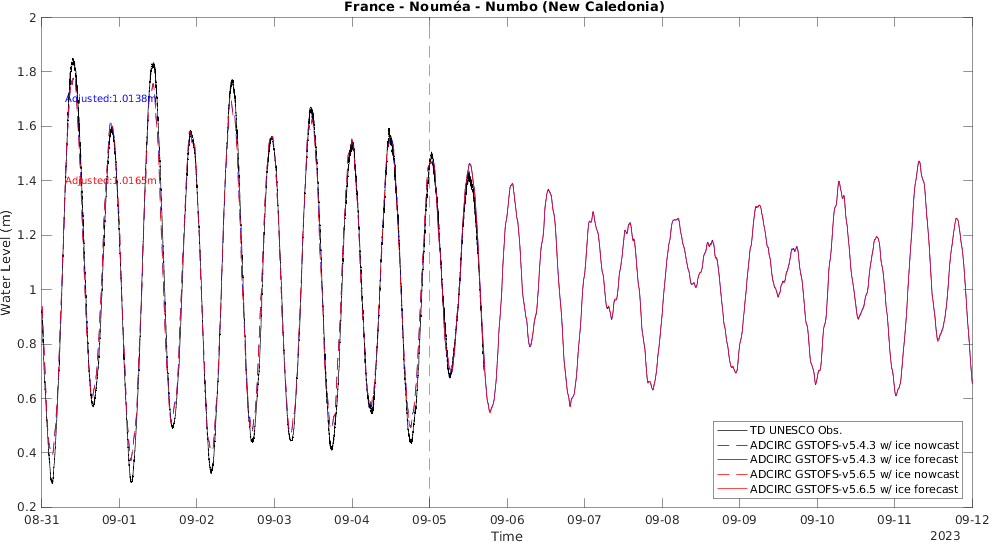 France - Nouméa - Numbo (New Caledonia)
2
1.8
1.6
1.4
1.2
1
0.8
0.6
0.4
0.2
Water Level (m)
Adjusted:1.0138m
Adjusted:1.0165m
TD UNESCO Obs.
ADCIRC GSTOFS-v5.4.3 w/ ice nowcast
ADCIRC GSTOFS-v5.4.3 w/ ice forecast
ADCIRC GSTOFS-v5.6.5 w/ ice nowcast
ADCIRC GSTOFS-v5.6.5 w/ ice forecast
08-31 09-01 09-02 09-03 09-04 09-05 09-06 09-07 09-08 09-09 09-10 09-11 09-12
Time
2023